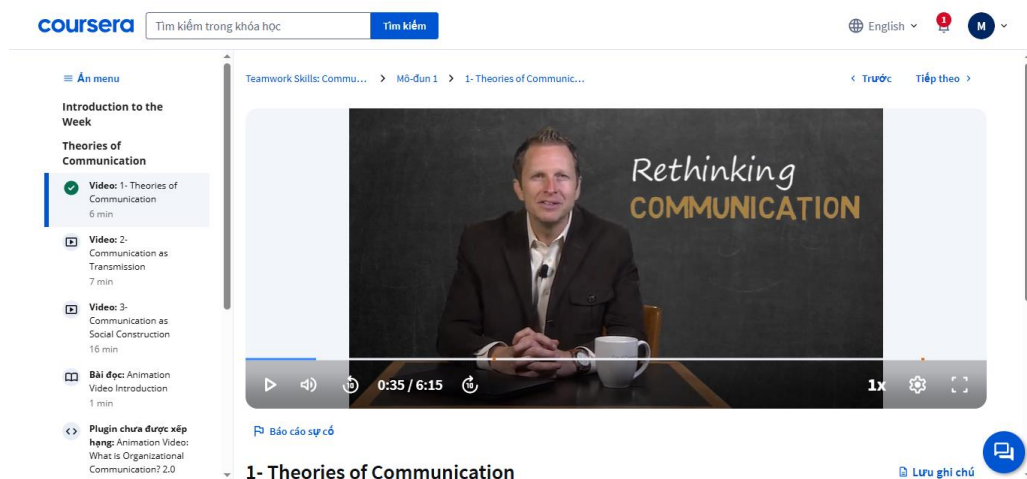 coursera
Tìm kiếm trong khóa học
Tìm kiếm
English
1
M
Ẩn menu
Introduction to the
Week
Theories of
Communication
Video: 1- Theories of
Communication
6 min
Video: 2-
Communication as
Transmission
7 min
Video: 3-
Communication as
Social Construction
16 min
Bài đọc: Animation
Video Introduction
1 min
Plugin chưa được xếp
hạng: Animation Video:
What is Organizational
Communication? 2.0
Teamwork Skills: Commu... > Mô-đun 1 > 1- Theories of Communic...
< Trước
Tiếp theo >
Rethinking
COMMUNICATION
10
0:35 / 6:15
10
1x
Báo cáo sự cố
1- Theories of Communication
Lưu ghi chú